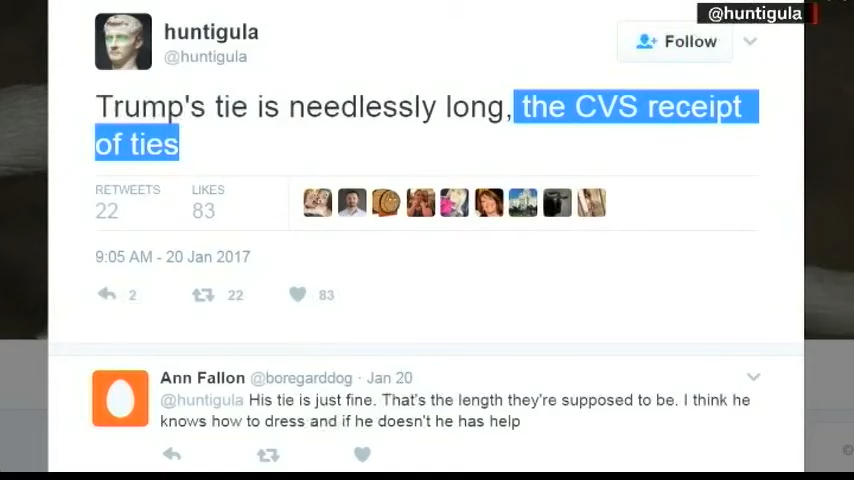 @huntigula
huntigula
@huntigula
Follow
Trump's tie is needlessly long, the CVS receipt
of ties
RETWEETS LIKES
22 83
9:05 AM - 20 Jan 2017
2 22 83
Ann Fallon @boregarddog · Jan 20
@huntigula His tie is just fine. That's the length they're supposed to be. I think he
knows how to dress and if he doesn't he has help